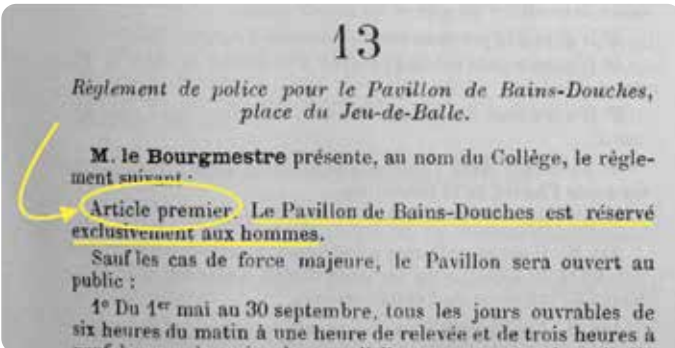 13
Règlement de police pour le Pavillon de Bains-Douches,
place du Jeu-de-Balle.
M. le Bourgmestre présente, au nom du Collège, le règle-
ment suivant :
Article premier. Le Pavillon de Bains-Douches est réservé
exclusivement aux hommes.
Sauf les cas de force majeure, le Pavillon sera ouvert au
public :
1° Du 1er mai au 30 septembre, tous les jours ouvrables de
six heures du matin à une heure de relevée et de trois heures à